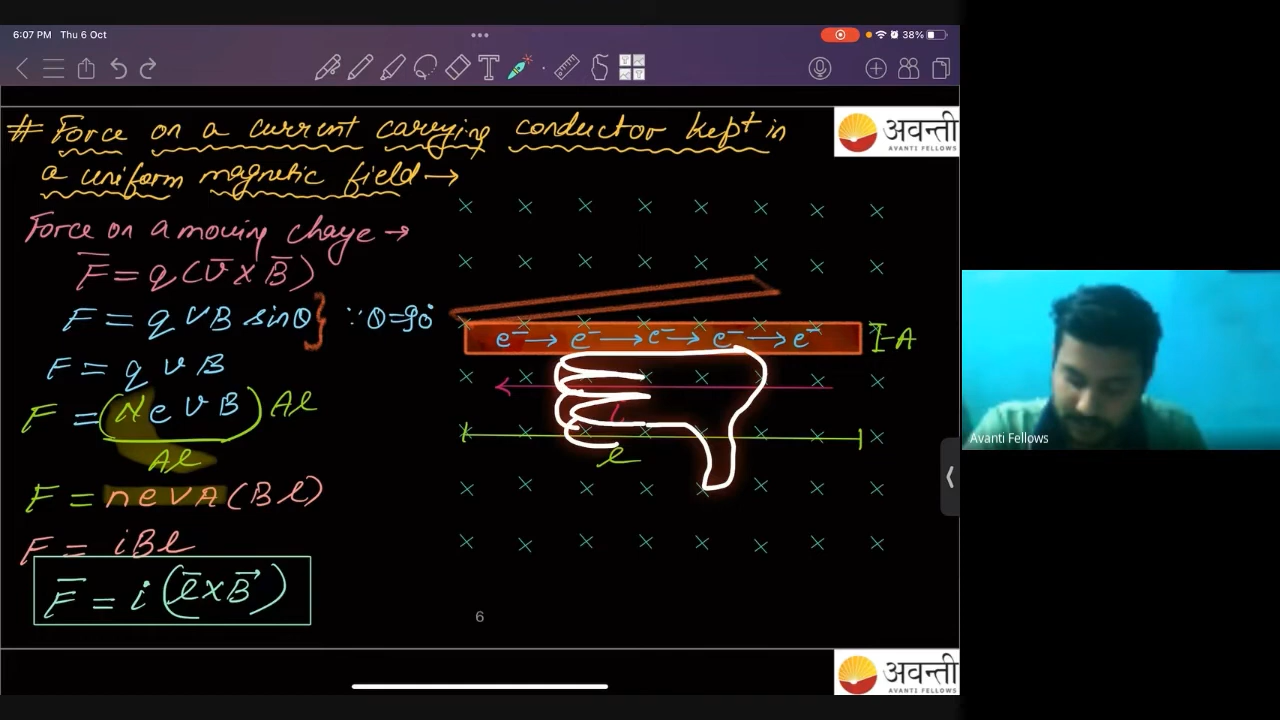 6:07 PM Thu 6 Oct
38%
# Force on a current carrying conductor kept in
a uniform magnetic field →
अवन्ती
AVANTI FELLOWS
Force on a moving charge →
F̄ = q(v̄ × B̄)
F = qVB sinθ} ∵ θ=90°
F = qvB
F = (NeVB)Al
Al
F = nevA(Bl)
F = iBl
F̄ = i(l̄ × B⃗)
e⁻→ e⁻ → e⁻→ e⁻ → e⁻
A
l
6
Avanti Fellows
अवन्ती
AVANTI FELLOWS